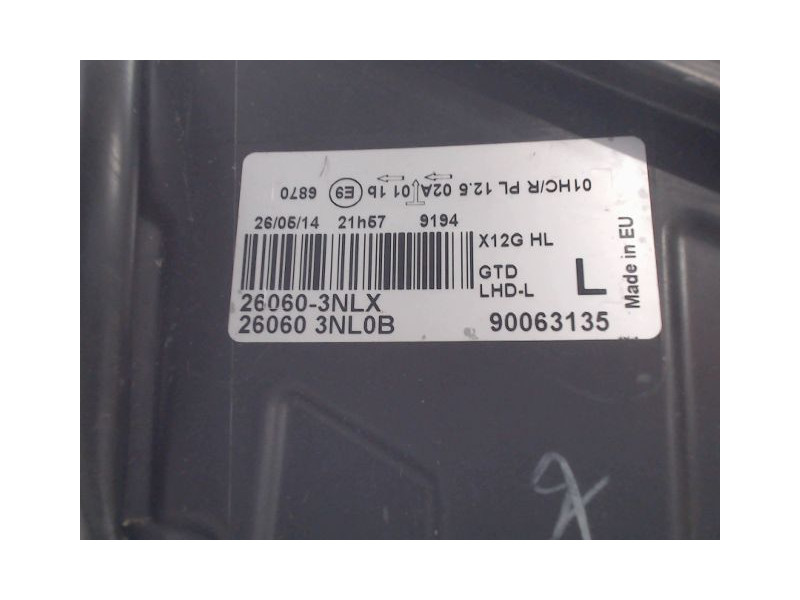 01HC/R PL 12.5 02A 01 1b E9 6870
26/05/14 21h57 9194
X12G HL
GTD
LHD-L
L
Made in EU
26060-3NLX
26060 3NL0B
90063135